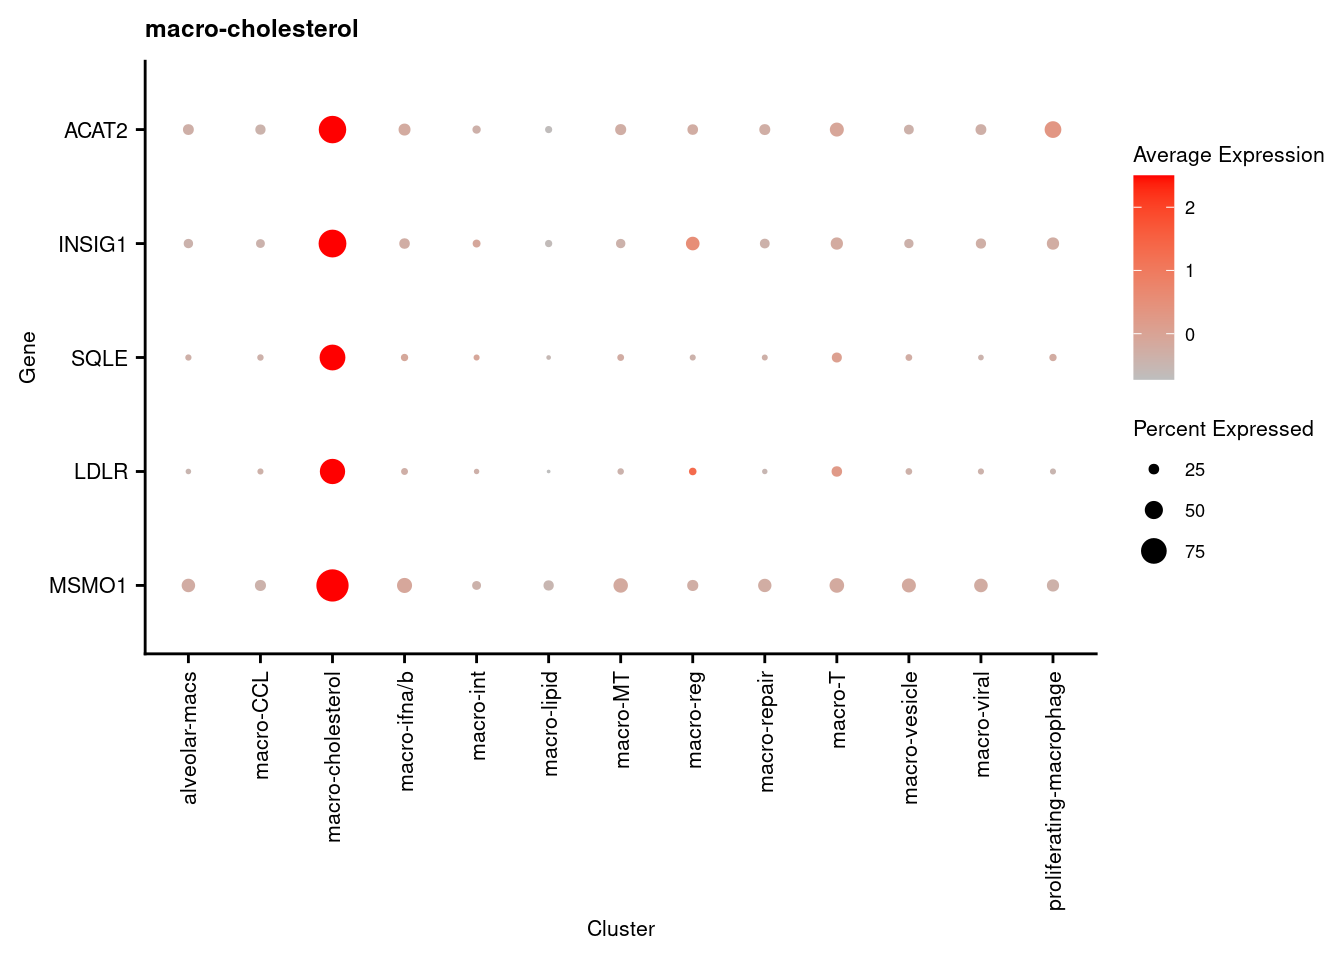 macro-cholesterol
ACAT2
INSIG1
SQLE
LDLR
MSMO1
Gene
alveolar-macs
macro-CCL
macro-cholesterol
macro-ifna/b
macro-int
macro-lipid
macro-MT
macro-reg
macro-repair
macro-T
macro-vesicle
macro-viral
proliferating-macrophage
Cluster
Average Expression
2
1
0
Percent Expressed
25
50
75